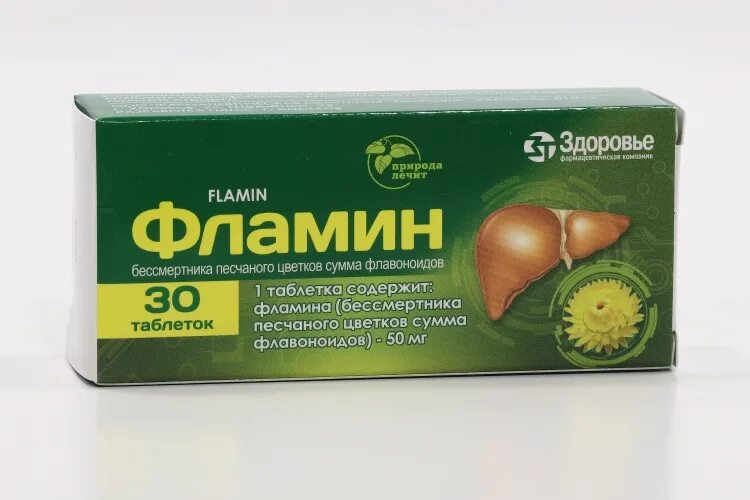 природа
лечит
ЗТ Здоровье
фармацевтическая компания
FLAMIN
Фламин
бессмертника песчаного цветков сумма флавоноидов
30
таблеток
1 таблетка содержит:
фламина (бессмертника
песчаного цветков сумма
флавоноидов) - 50 мг